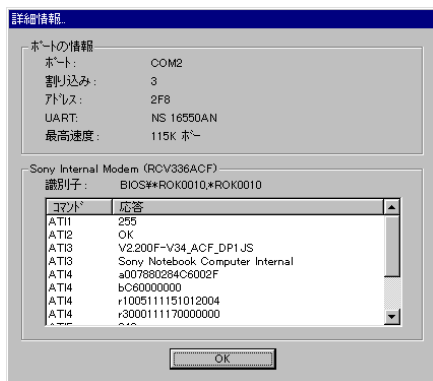 詳細情報..
ポートの情報
ポート: COM2
割り込み: 3
アドレス: 2F8
UART: NS 16550AN
最高速度: 115K ボー
Sony Internal Modem (RCV336ACF)
識別子: BIOS¥*ROK0010,*ROK0010
コマンド 応答
ATI1 255
ATI2 OK
ATI3 V2.200F-V34_ACF_DP1 JS
ATI3 Sony Notebook Computer Internal
ATI4 a007880284C6002F
ATI4 bC60000000
ATI4 r1005111151012004
ATI4 r3000111170000000
OK